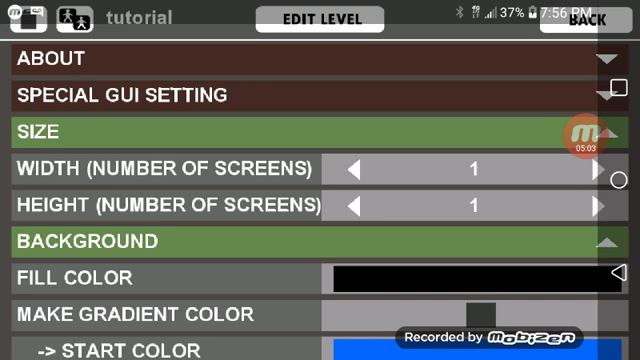 tutorial
EDIT LEVEL
37% 7:56 PM
BACK
ABOUT
SPECIAL GUI SETTING
SIZE
05:03
WIDTH (NUMBER OF SCREENS) 1
HEIGHT (NUMBER OF SCREENS) 1
BACKGROUND
FILL COLOR
MAKE GRADIENT COLOR
Recorded by mobizen
-> START COLOR